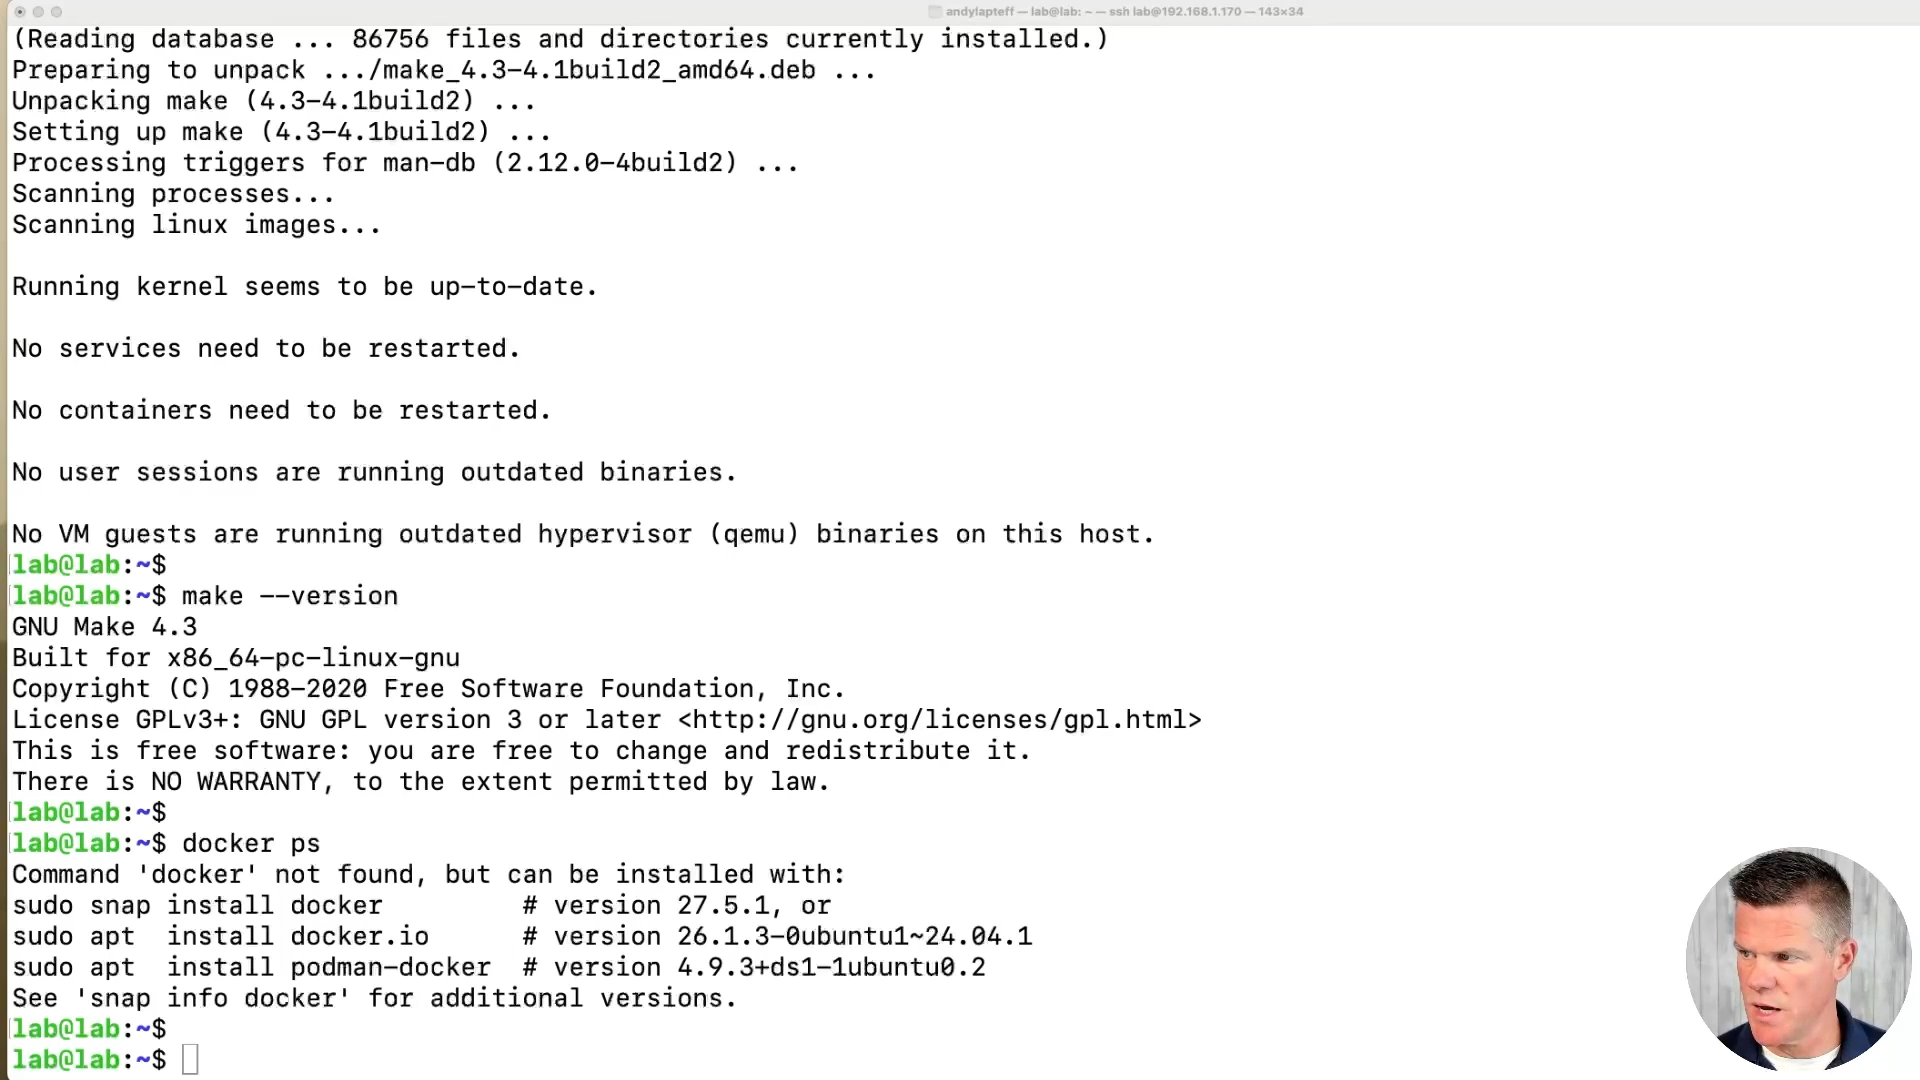 andylapteff — lab@lab: ~ — ssh lab@192.168.1.170 — 143×34
(Reading database ... 86756 files and directories currently installed.)
Preparing to unpack .../make_4.3-4.1build2_amd64.deb ...
Unpacking make (4.3-4.1build2) ...
Setting up make (4.3-4.1build2) ...
Processing triggers for man-db (2.12.0-4build2) ...
Scanning processes...
Scanning linux images...
Running kernel seems to be up-to-date.
No services need to be restarted.
No containers need to be restarted.
No user sessions are running outdated binaries.
No VM guests are running outdated hypervisor (qemu) binaries on this host.
lab@lab:~$
lab@lab:~$ make --version
GNU Make 4.3
Built for x86_64-pc-linux-gnu
Copyright (C) 1988-2020 Free Software Foundation, Inc.
License GPLv3+: GNU GPL version 3 or later <http://gnu.org/licenses/gpl.html>
This is free software: you are free to change and redistribute it.
There is NO WARRANTY, to the extent permitted by law.
lab@lab:~$
lab@lab:~$ docker ps
Command 'docker' not found, but can be installed with:
sudo snap install docker         # version 27.5.1, or
sudo apt  install docker.io      # version 26.1.3-0ubuntu1~24.04.1
sudo apt  install podman-docker  # version 4.9.3+ds1-1ubuntu0.2
See 'snap info docker' for additional versions.
lab@lab:~$
lab@lab:~$